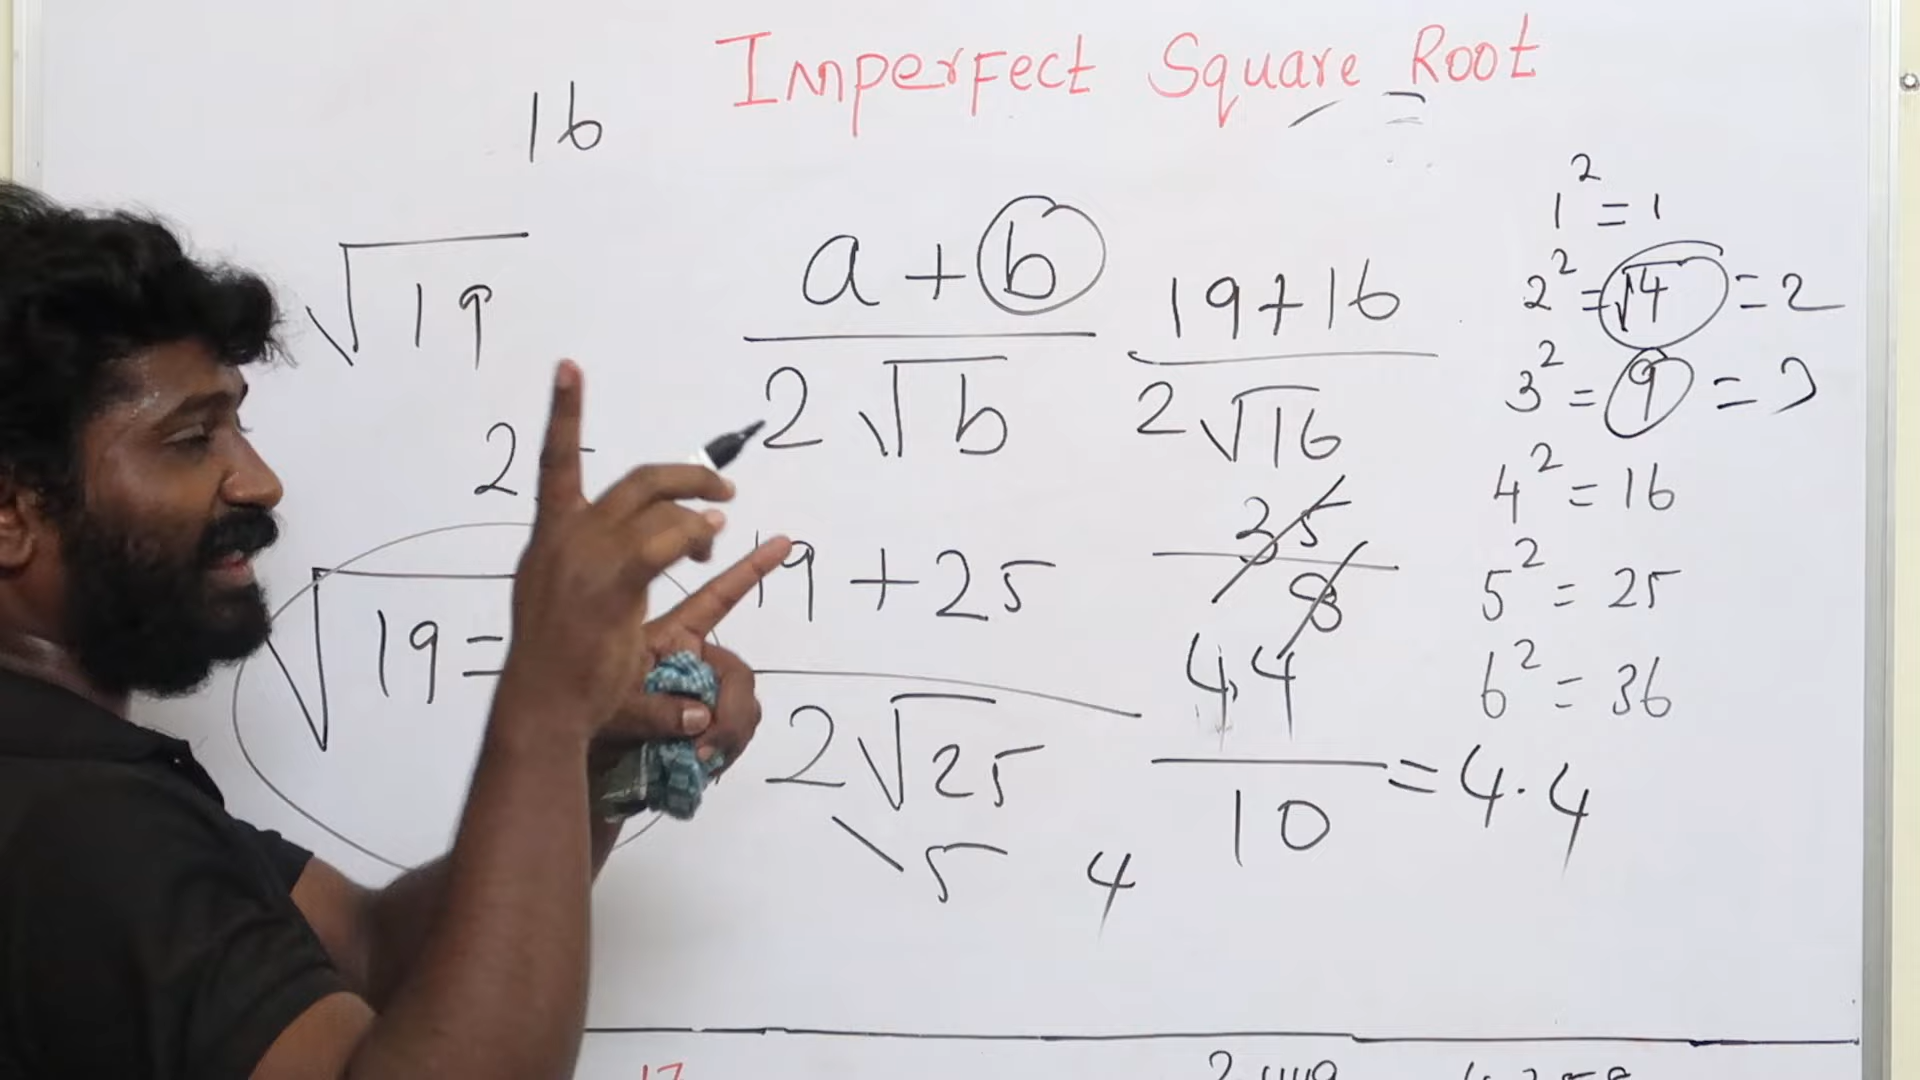 Imperfect Square Root
16
√19
a + b
2 √b
19 + 16
2 √16
35
8
1² = 1
2² = √4 = 2
3² = 9 = 3
4² = 16
5² = 25
6² = 36
2
√19 =
19 + 25
2 √25
5
4
4,4
10
= 4.4
17